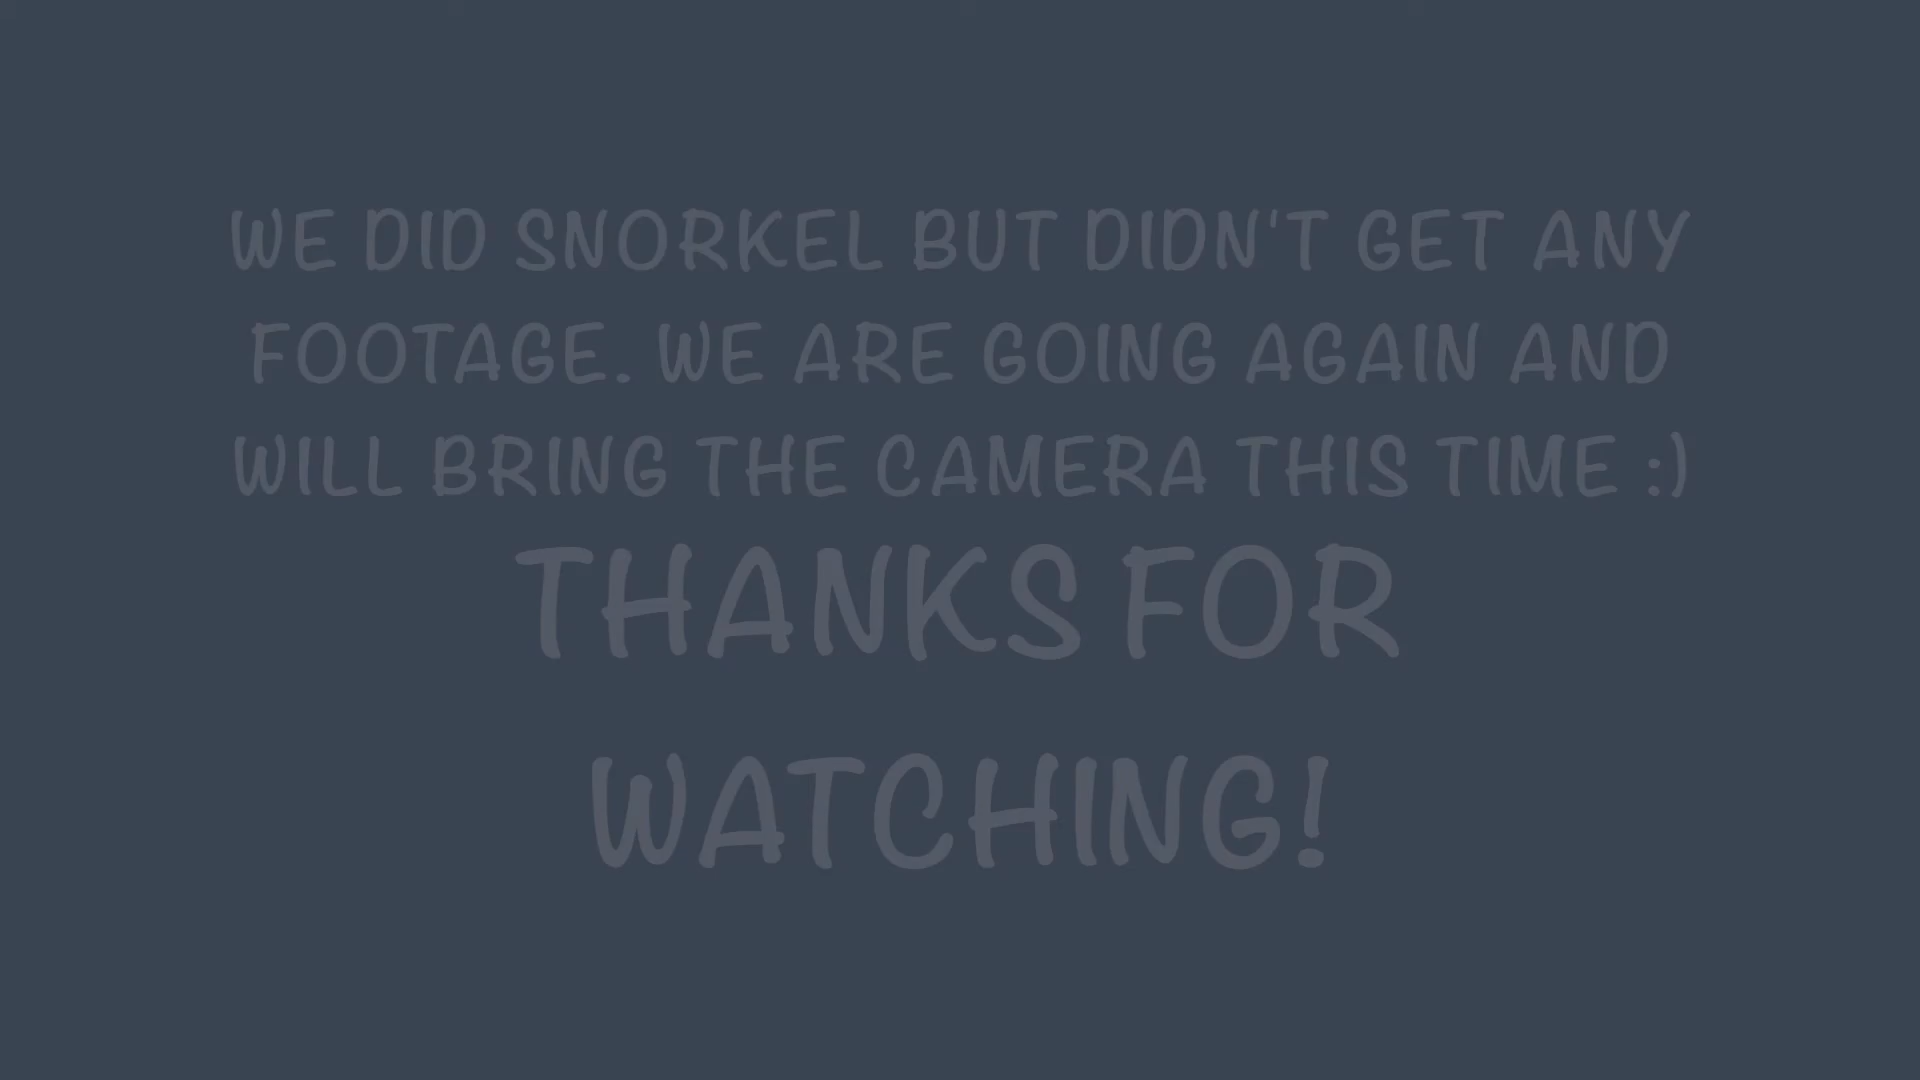 WE DID SNORKEL BUT DIDN'T GET ANY
FOOTAGE. WE ARE GOING AGAIN AND
WILL BRING THE CAMERA THIS TIME :)
THANKS FOR
WATCHING!